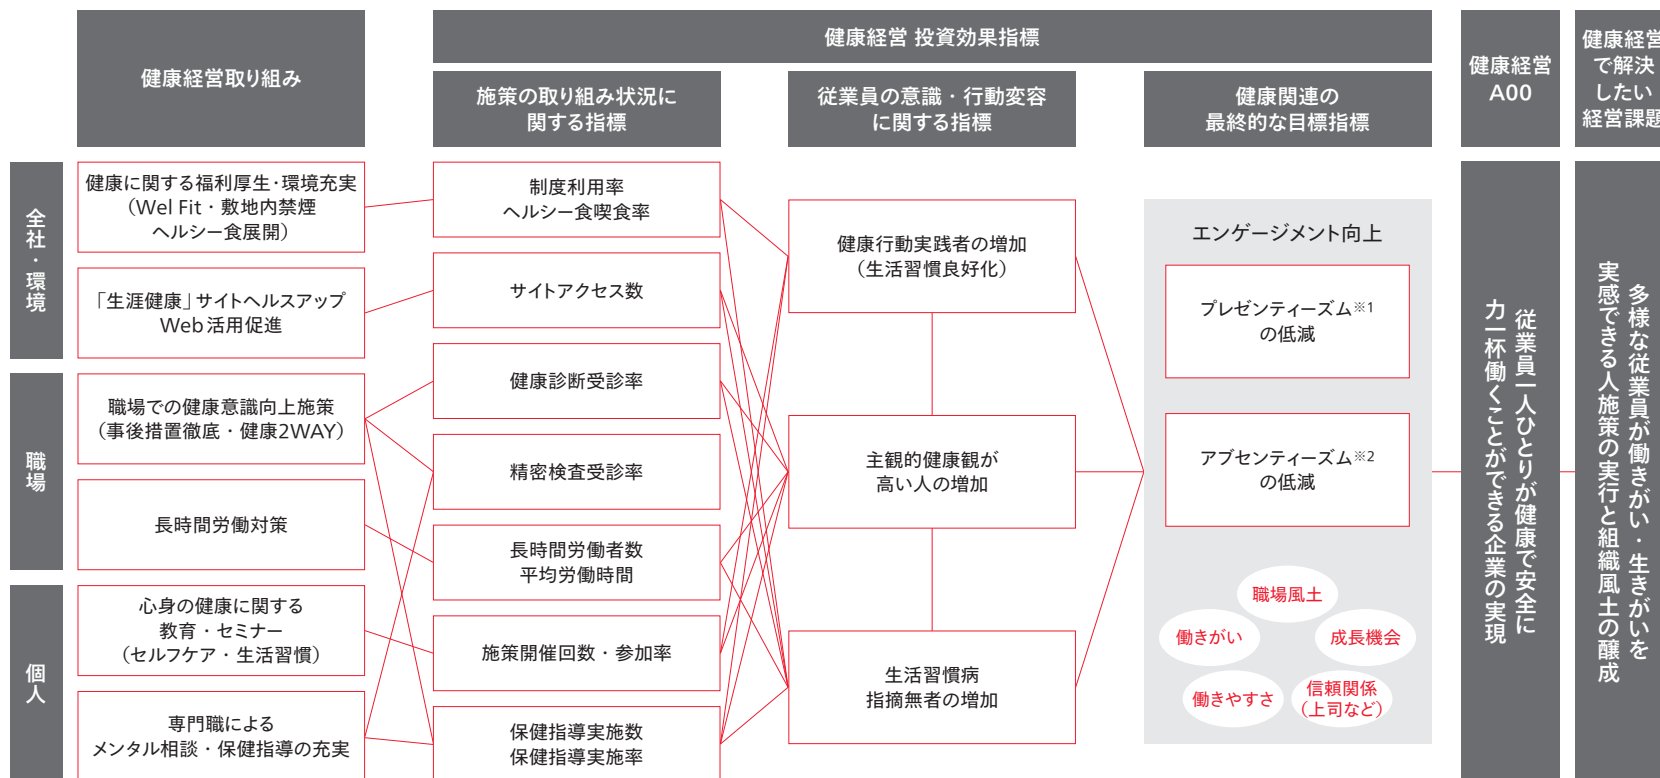 健康経営取り組み
健康経営 投資効果指標
施策の取り組み状況に
関する指標
従業員の意識・行動変容
に関する指標
健康関連の
最終的な目標指標
健康経営
A00
健康経営
で解決
したい
経営課題
全社・環境
健康に関する福利厚生・環境充実
（Wel Fit・敷地内禁煙
ヘルシー食展開）
「生涯健康」サイトヘルスアップ
Web活用促進
職場
職場での健康意識向上施策
（事後措置徹底・健康2WAY）
長時間労働対策
個人
心身の健康に関する
教育・セミナー
（セルフケア・生活習慣）
専門職による
メンタル相談・保健指導の充実
制度利用率
ヘルシー食喫食率
サイトアクセス数
健康診断受診率
精密検査受診率
長時間労働者数
平均労働時間
施策開催回数・参加率
保健指導実施数
保健指導実施率
健康行動実践者の増加
（生活習慣良好化）
主観的健康観が
高い人の増加
生活習慣病
指摘無者の増加
エンゲージメント向上
プレゼンティーズム※1
の低減
アブセンティーズム※2
の低減
職場風土
働きがい
成長機会
働きやすさ
信頼関係
（上司など）
従業員一人ひとりが健康で安全に
力一杯働くことができる企業の実現
多様な従業員が働きがい・生きがいを
実感できる人施策の実行と組織風土の醸成